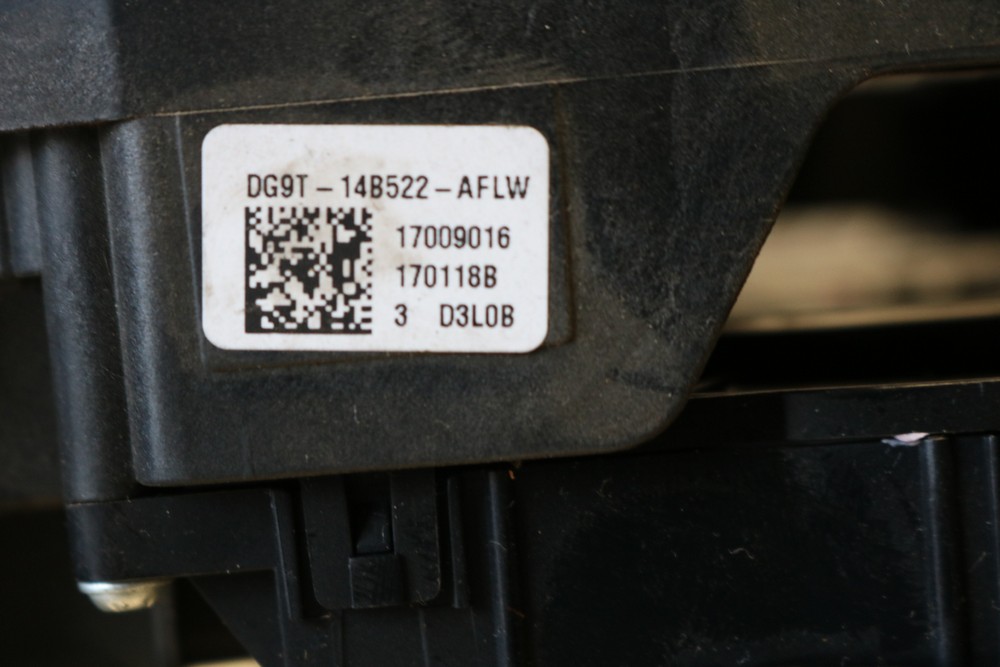 DG9T - 14B522 - AFLW
17009016
170118B
3 D3L0B